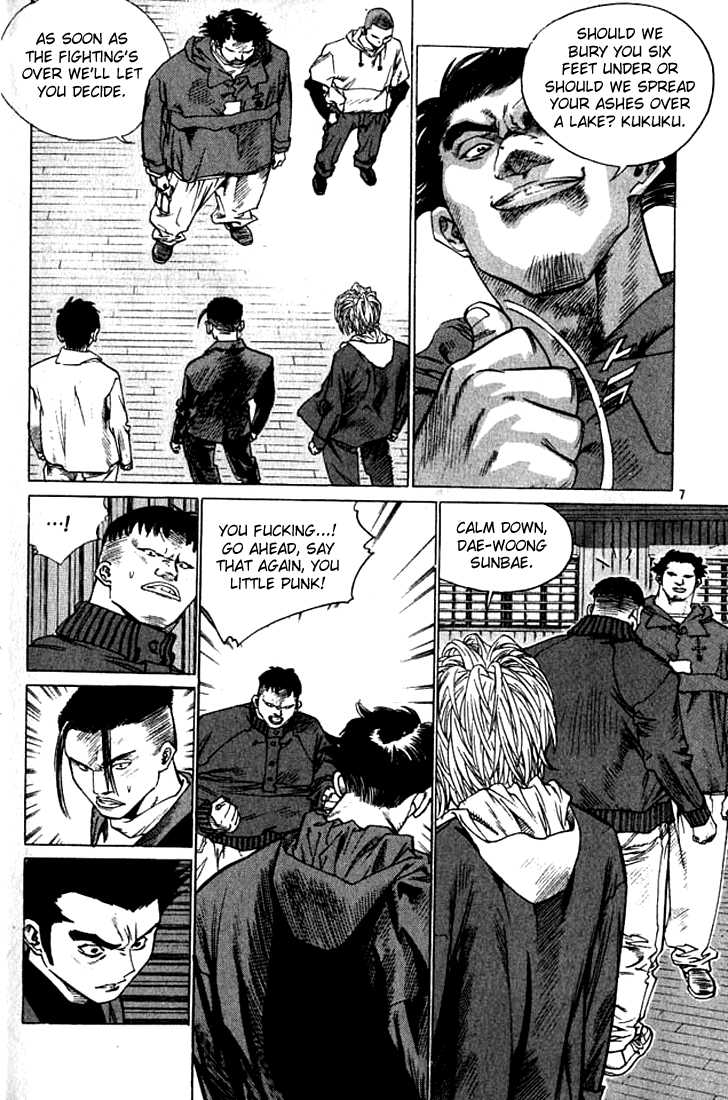 AS SOON AS
THE FIGHTING'S
OVER WE'LL LET
YOU DECIDE.
SHOULD WE
BURY YOU SIX
FEET UNDER OR
SHOULD WE SPREAD
YOUR ASHES OVER
A LAKE? KUKUKU.
7
...!
YOU FUCKING...!
GO AHEAD, SAY
THAT AGAIN, YOU
LITTLE PUNK!
CALM DOWN,
DAE-WOONG
SUNBAE.